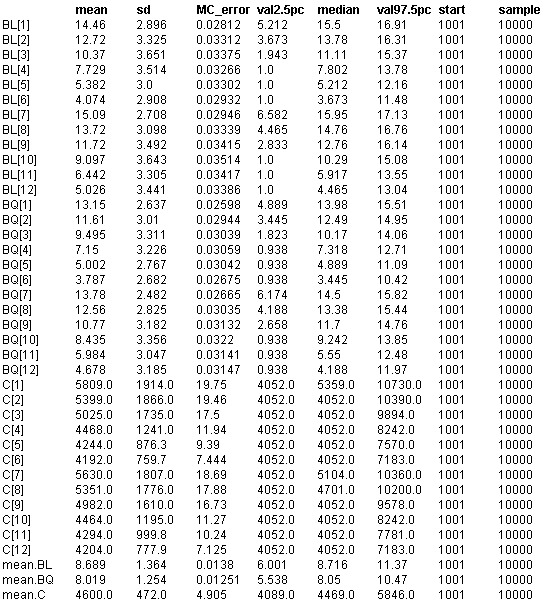 mean sd MC_error val2.5pc median val97.5pc start sample
BL[1] 14.46 2.896 0.02812 5.212 15.5 16.91 1001 10000
BL[2] 12.72 3.325 0.03312 3.673 13.78 16.31 1001 10000
BL[3] 10.37 3.651 0.03375 1.943 11.11 15.37 1001 10000
BL[4] 7.729 3.514 0.03266 1.0 7.802 13.78 1001 10000
BL[5] 5.382 3.0 0.03302 1.0 5.212 12.16 1001 10000
BL[6] 4.074 2.908 0.02932 1.0 3.673 11.48 1001 10000
BL[7] 15.09 2.708 0.02946 6.582 15.95 17.13 1001 10000
BL[8] 13.72 3.098 0.03339 4.465 14.76 16.76 1001 10000
BL[9] 11.72 3.492 0.03415 2.833 12.76 16.14 1001 10000
BL[10] 9.097 3.643 0.03514 1.0 10.29 15.08 1001 10000
BL[11] 6.442 3.305 0.03417 1.0 5.917 13.55 1001 10000
BL[12] 5.026 3.441 0.03386 1.0 4.465 13.04 1001 10000
BQ[1] 13.15 2.637 0.02598 4.889 13.98 15.51 1001 10000
BQ[2] 11.61 3.01 0.02944 3.445 12.49 14.95 1001 10000
BQ[3] 9.495 3.311 0.03039 1.823 10.17 14.06 1001 10000
BQ[4] 7.15 3.226 0.03059 0.938 7.318 12.71 1001 10000
BQ[5] 5.002 2.767 0.03042 0.938 4.889 11.09 1001 10000
BQ[6] 3.787 2.682 0.02675 0.938 3.445 10.42 1001 10000
BQ[7] 13.78 2.482 0.02665 6.174 14.5 15.82 1001 10000
BQ[8] 12.56 2.825 0.03035 4.188 13.38 15.44 1001 10000
BQ[9] 10.77 3.182 0.03132 2.658 11.7 14.76 1001 10000
BQ[10] 8.435 3.356 0.0322 0.938 9.242 13.85 1001 10000
BQ[11] 5.984 3.047 0.03141 0.938 5.55 12.48 1001 10000
BQ[12] 4.678 3.185 0.03147 0.938 4.188 11.97 1001 10000
C[1] 5809.0 1914.0 19.75 4052.0 5359.0 10730.0 1001 10000
C[2] 5399.0 1866.0 19.46 4052.0 4052.0 10390.0 1001 10000
C[3] 5025.0 1735.0 17.5 4052.0 4052.0 9894.0 1001 10000
C[4] 4468.0 1241.0 11.94 4052.0 4052.0 8242.0 1001 10000
C[5] 4244.0 876.3 9.39 4052.0 4052.0 7570.0 1001 10000
C[6] 4192.0 759.7 7.444 4052.0 4052.0 7183.0 1001 10000
C[7] 5630.0 1807.0 18.69 4052.0 5104.0 10360.0 1001 10000
C[8] 5351.0 1776.0 17.88 4052.0 4701.0 10200.0 1001 10000
C[9] 4982.0 1610.0 16.73 4052.0 4052.0 9578.0 1001 10000
C[10] 4464.0 1195.0 11.27 4052.0 4052.0 8242.0 1001 10000
C[11] 4294.0 999.8 10.24 4052.0 4052.0 7781.0 1001 10000
C[12] 4204.0 777.9 7.125 4052.0 4052.0 7183.0 1001 10000
mean.BL 8.689 1.364 0.0138 6.001 8.716 11.37 1001 10000
mean.BQ 8.019 1.254 0.01251 5.538 8.05 10.47 1001 10000
mean.C 4600.0 472.0 4.905 4089.0 4469.0 5846.0 1001 10000